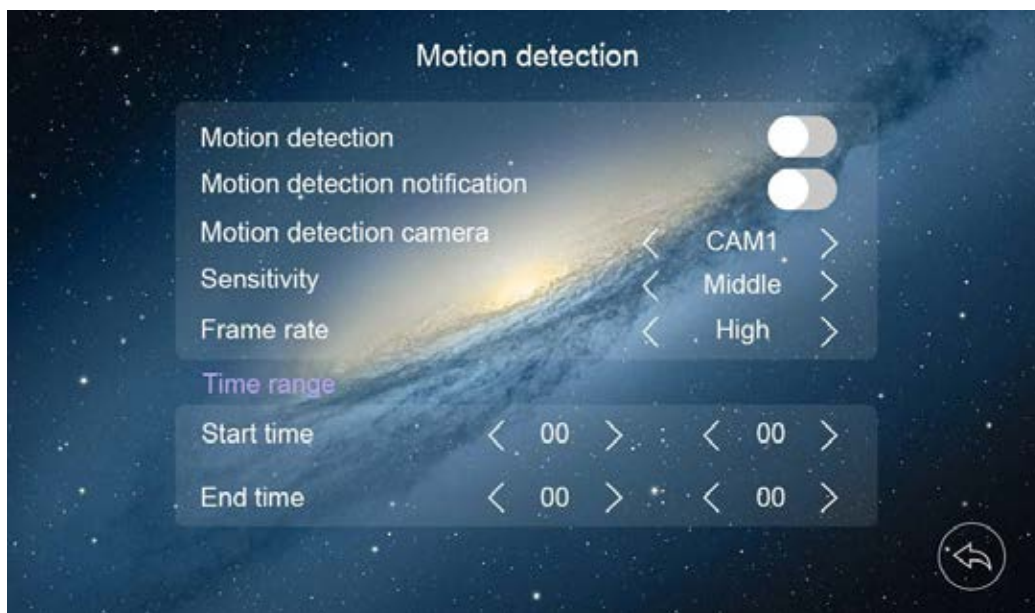 Motion detection
Motion detection
Motion detection notification
Motion detection camera < CAM1 >
Sensitivity < Middle >
Frame rate < High >
Time range
Start time < 00 > : < 00 >
End time < 00 > : < 00 >